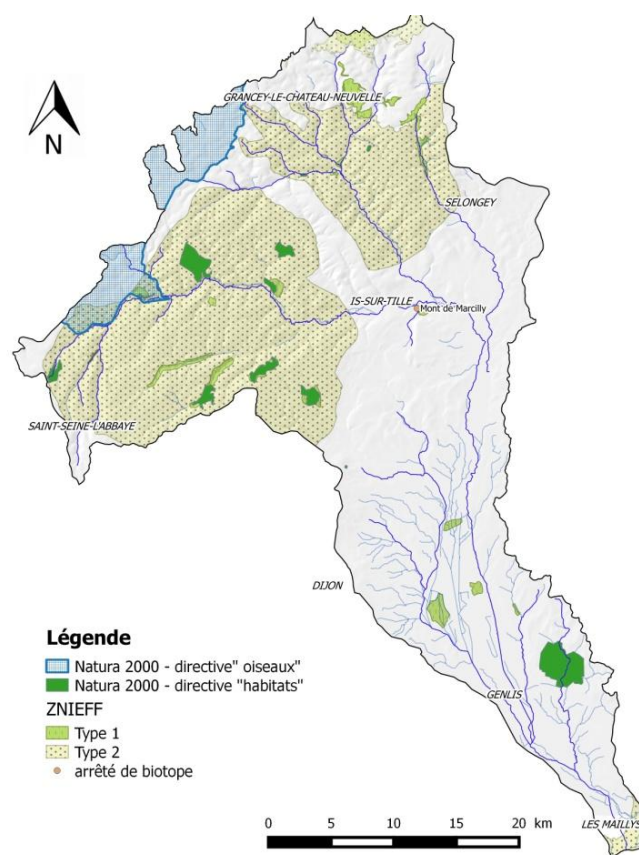 GRANCEY-LE-CHATEAU-NEUVELLE
N
SELONGEY
IS-SUR-TILLE
Mont de Marcilly
SAINT-SEINE-L'ABBAYE
DIJON
Légende
Natura 2000 - directive" oiseaux"
Natura 2000 - directive "habitats"
ZNIEFF
Type 1
Type 2
arrêté de biotope
GENLIS
LES MAILLYS
0 5 10 15 20 km